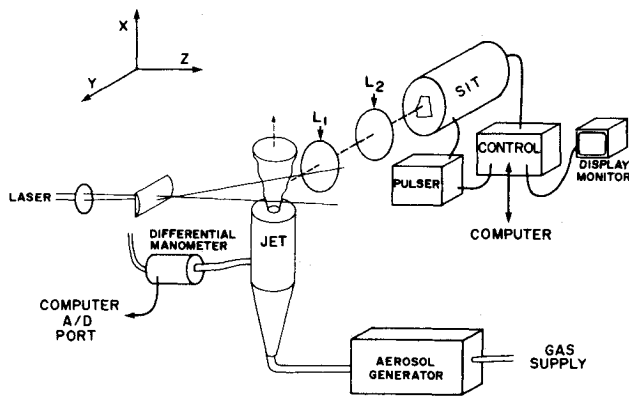 X
Y
Z
L1
L2
SIT
LASER
JET
PULSER
CONTROL
DISPLAY
MONITOR
COMPUTER
DIFFERENTIAL
MANOMETER
COMPUTER
A/D
PORT
AEROSOL
GENERATOR
GAS
SUPPLY